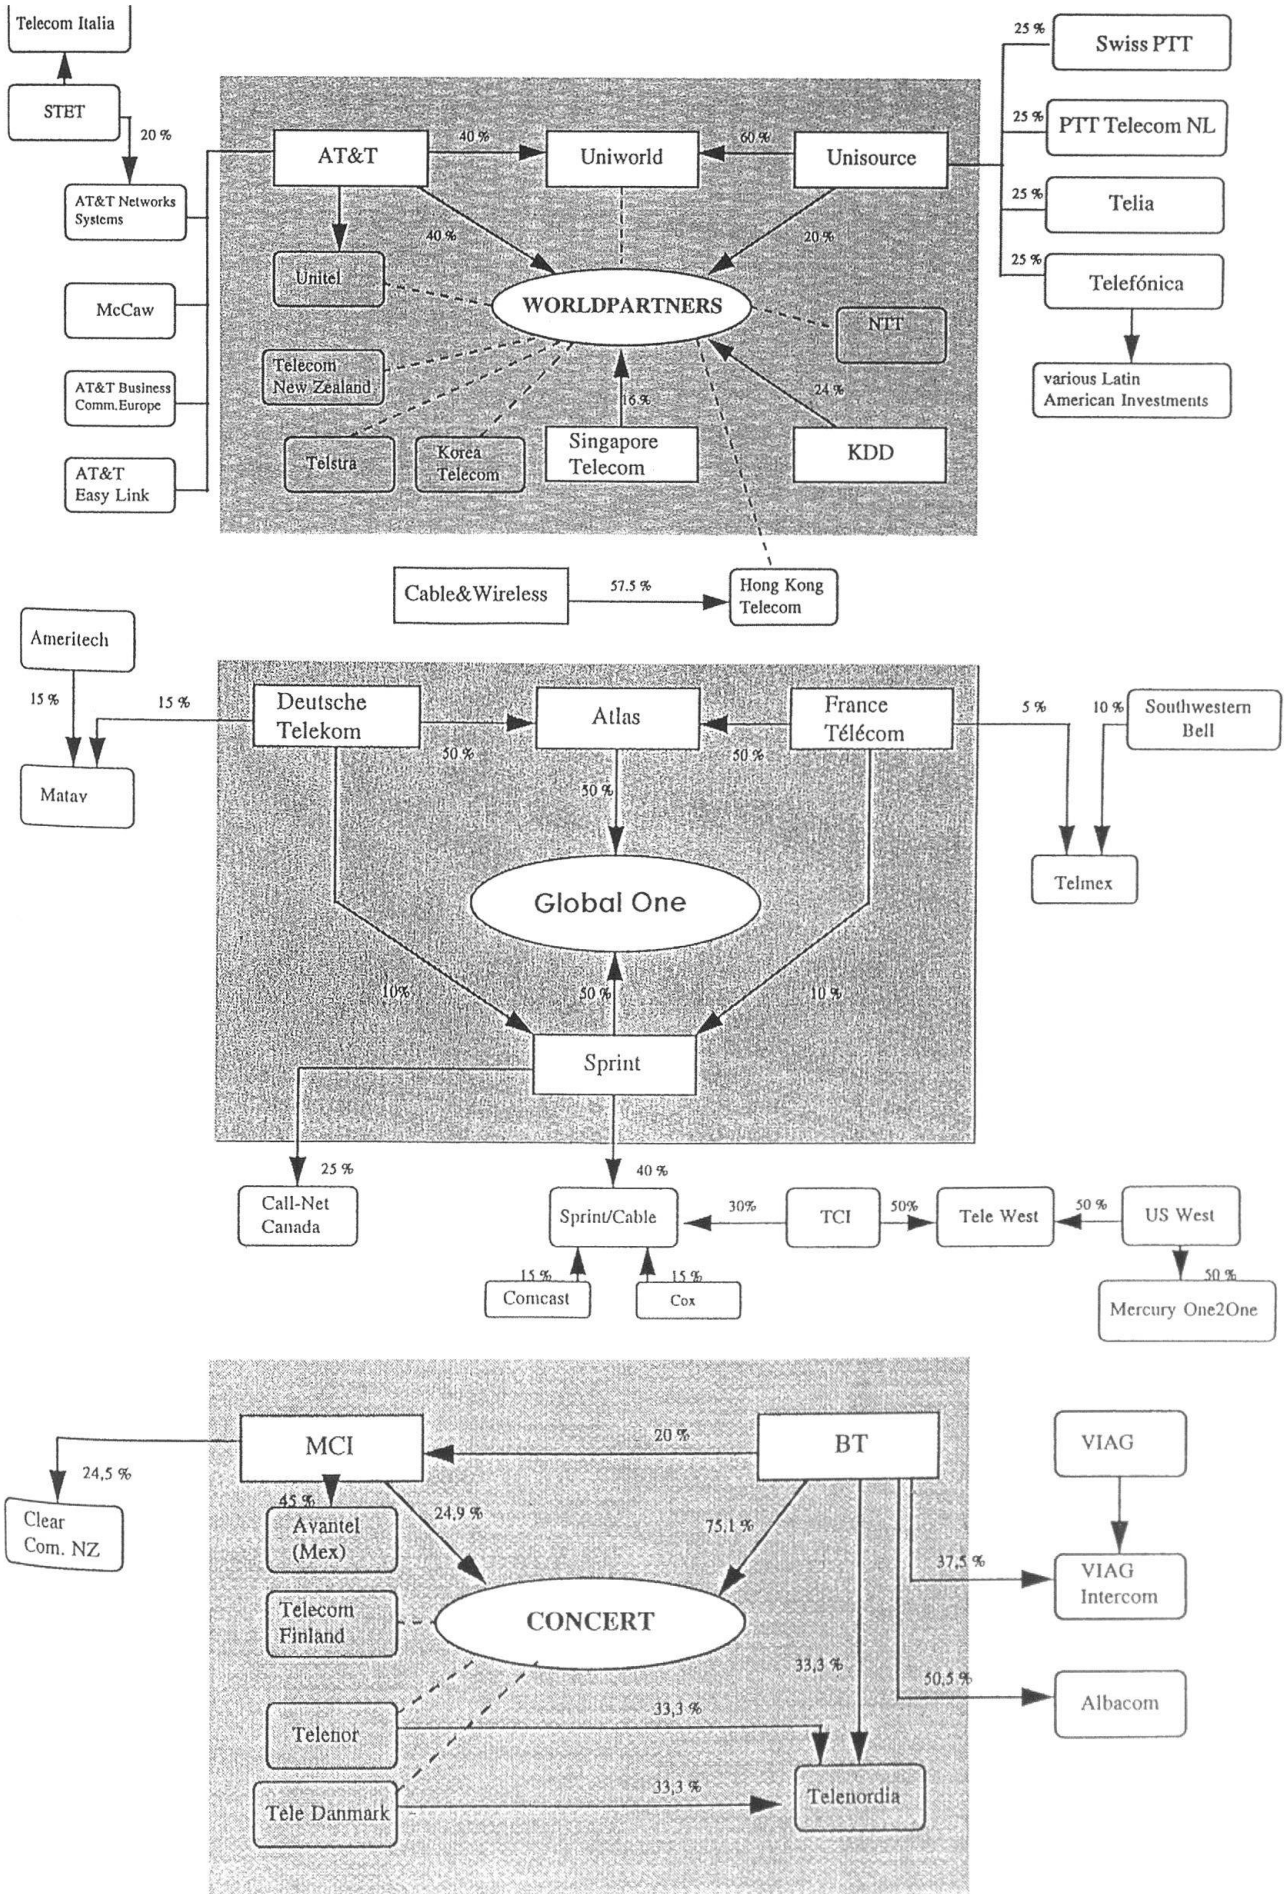 Telecom Italia
STET
20 %
AT&T Networks
Systems
McCaw
AT&T Business
Comm.Europe
AT&T
Easy Link
AT&T
40 %
Uniworld
60 %
Unisource
25 %
Swiss PTT
25 %
PTT Telecom NL
25 %
Telia
25 %
Telefónica
various Latin
American Investments
40 %
20 %
Unitel
WORLDPARTNERS
NTT
Telecom
New Zealand
16 %
24 %
Telstra
Korea
Telecom
Singapore
Telecom
KDD
Cable&Wireless
57.5 %
Hong Kong
Telecom
Ameritech
15 %
15 %
Matav
Deutsche
Telekom
50 %
Atlas
50 %
France
Télécom
5 %
10 %
Southwestern
Bell
Telmex
50 %
Global One
10%
50 %
10 %
Sprint
25 %
Call-Net
Canada
40 %
Sprint/Cable
30%
TCI
50%
Tele West
50 %
US West
15 %
Comcast
15 %
Cox
50 %
Mercury One2One
MCI
20 %
BT
VIAG
24,5 %
Clear
Com. NZ
45 %
Avantel
(Mex)
24,9 %
75,1 %
37,5 %
VIAG
Intercom
Telecom
Finland
CONCERT
33,3 %
50,5 %
Albacom
Telenor
33,3 %
Tele Danmark
33,3 %
Telenordia